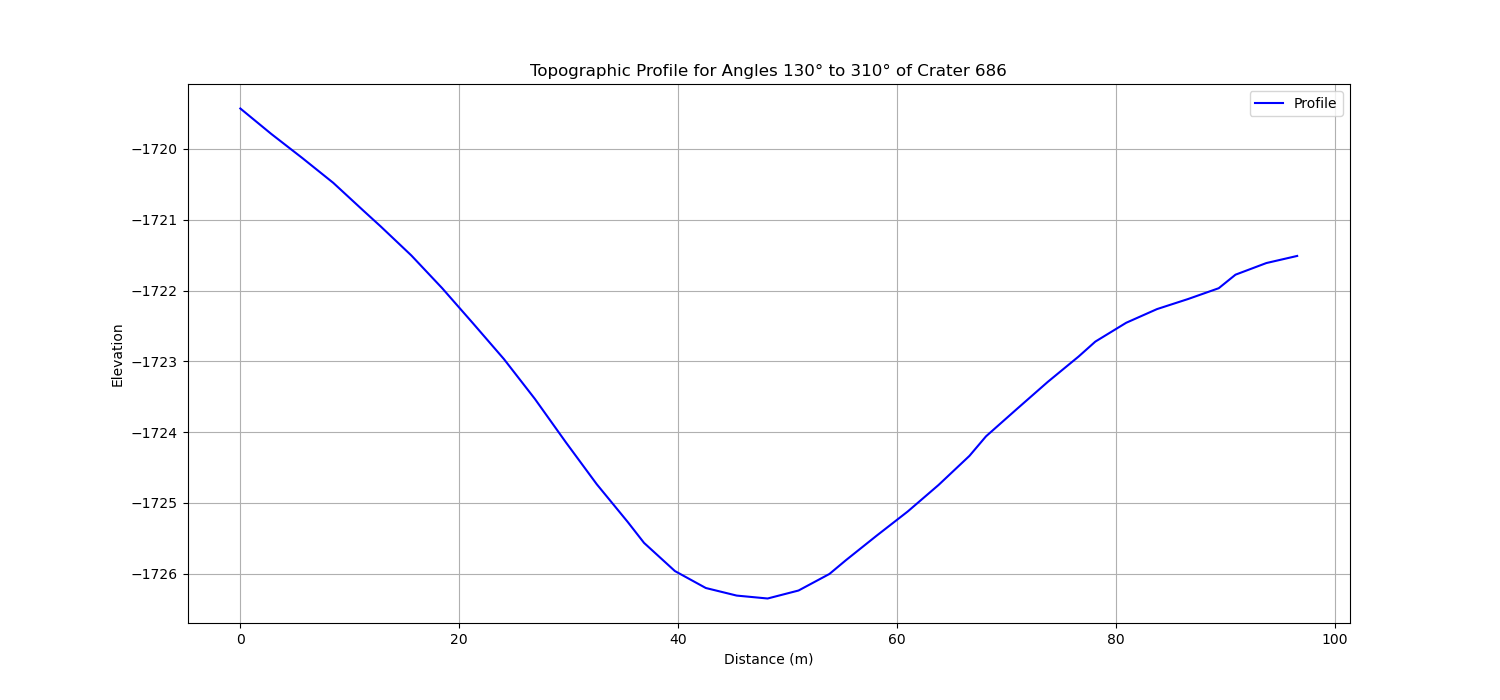 Topographic Profile for Angles 130° to 310° of Crater 686
Profile
−1720
−1721
−1722
−1723
−1724
−1725
−1726
Elevation
0 20 40 60 80 100
Distance (m)